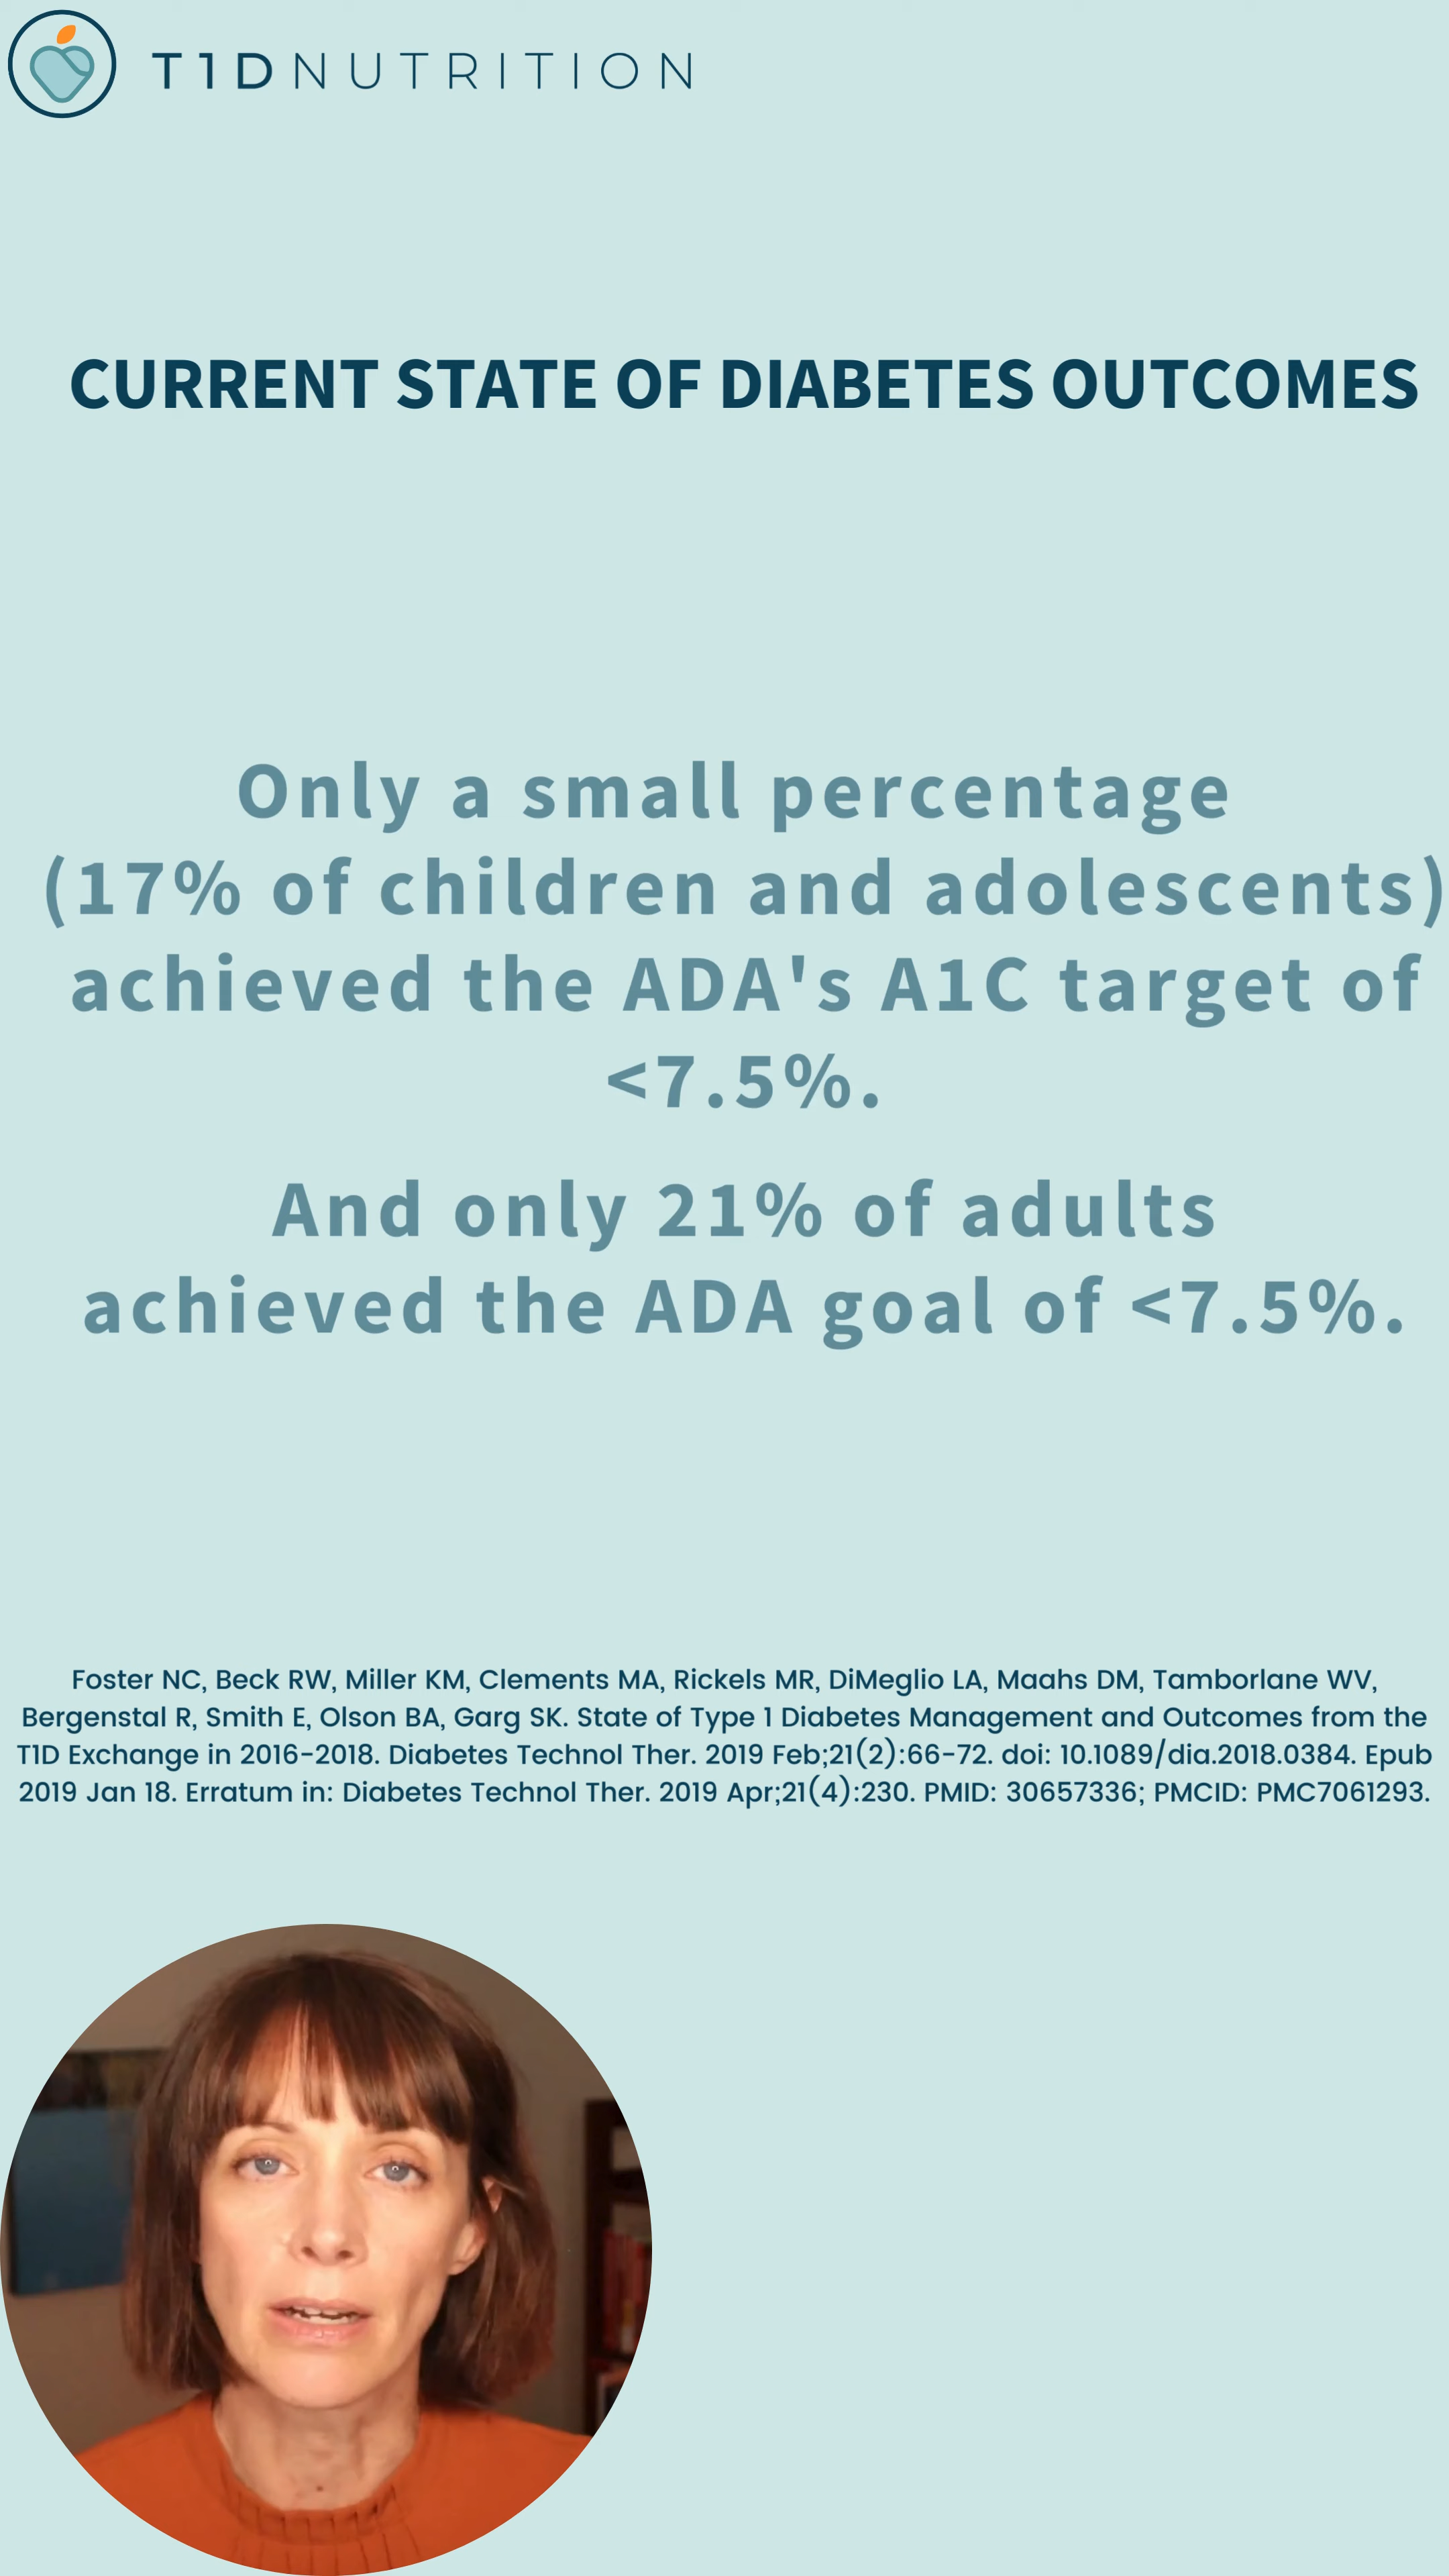 T1DNUTRITION
CURRENT STATE OF DIABETES OUTCOMES
Only a small percentage
(17% of children and adolescents)
achieved the ADA's A1C target of
<7.5%.
And only 21% of adults
achieved the ADA goal of <7.5%.
Foster NC, Beck RW, Miller KM, Clements MA, Rickels MR, DiMeglio LA, Maahs DM, Tamborlane WV,
Bergenstal R, Smith E, Olson BA, Garg SK. State of Type 1 Diabetes Management and Outcomes from the
T1D Exchange in 2016-2018. Diabetes Technol Ther. 2019 Feb;21(2):66-72. doi: 10.1089/dia.2018.0384. Epub
2019 Jan 18. Erratum in: Diabetes Technol Ther. 2019 Apr;21(4):230. PMID: 30657336; PMCID: PMC7061293.